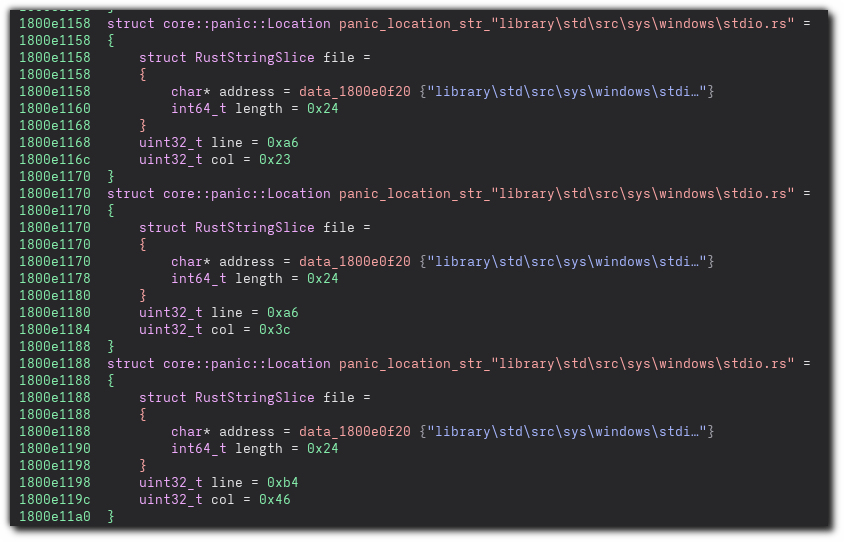 1800e1158  struct core::panic::Location panic_location_str_"library\std\src\sys\windows\stdio.rs" =
1800e1158  {
1800e1158      struct RustStringSlice file =
1800e1158      {
1800e1158          char* address = data_1800e0f20 {"library\std\src\sys\windows\stdi…"}
1800e1160          int64_t length = 0x24
1800e1168      }
1800e1168      uint32_t line = 0xa6
1800e116c      uint32_t col = 0x23
1800e1170  }
1800e1170  struct core::panic::Location panic_location_str_"library\std\src\sys\windows\stdio.rs" =
1800e1170  {
1800e1170      struct RustStringSlice file =
1800e1170      {
1800e1170          char* address = data_1800e0f20 {"library\std\src\sys\windows\stdi…"}
1800e1178          int64_t length = 0x24
1800e1180      }
1800e1180      uint32_t line = 0xa6
1800e1184      uint32_t col = 0x3c
1800e1188  }
1800e1188  struct core::panic::Location panic_location_str_"library\std\src\sys\windows\stdio.rs" =
1800e1188  {
1800e1188      struct RustStringSlice file =
1800e1188      {
1800e1188          char* address = data_1800e0f20 {"library\std\src\sys\windows\stdi…"}
1800e1190          int64_t length = 0x24
1800e1198      }
1800e1198      uint32_t line = 0xb4
1800e119c      uint32_t col = 0x46
1800e11a0  }